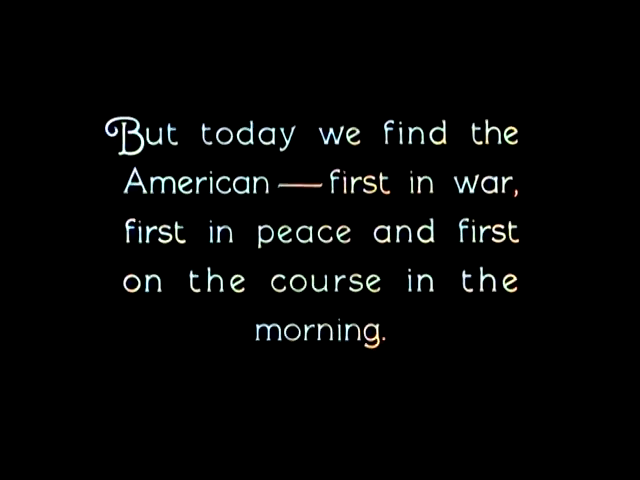 But today we find the
American — first in war,
first in peace and first
on the course in the
morning.